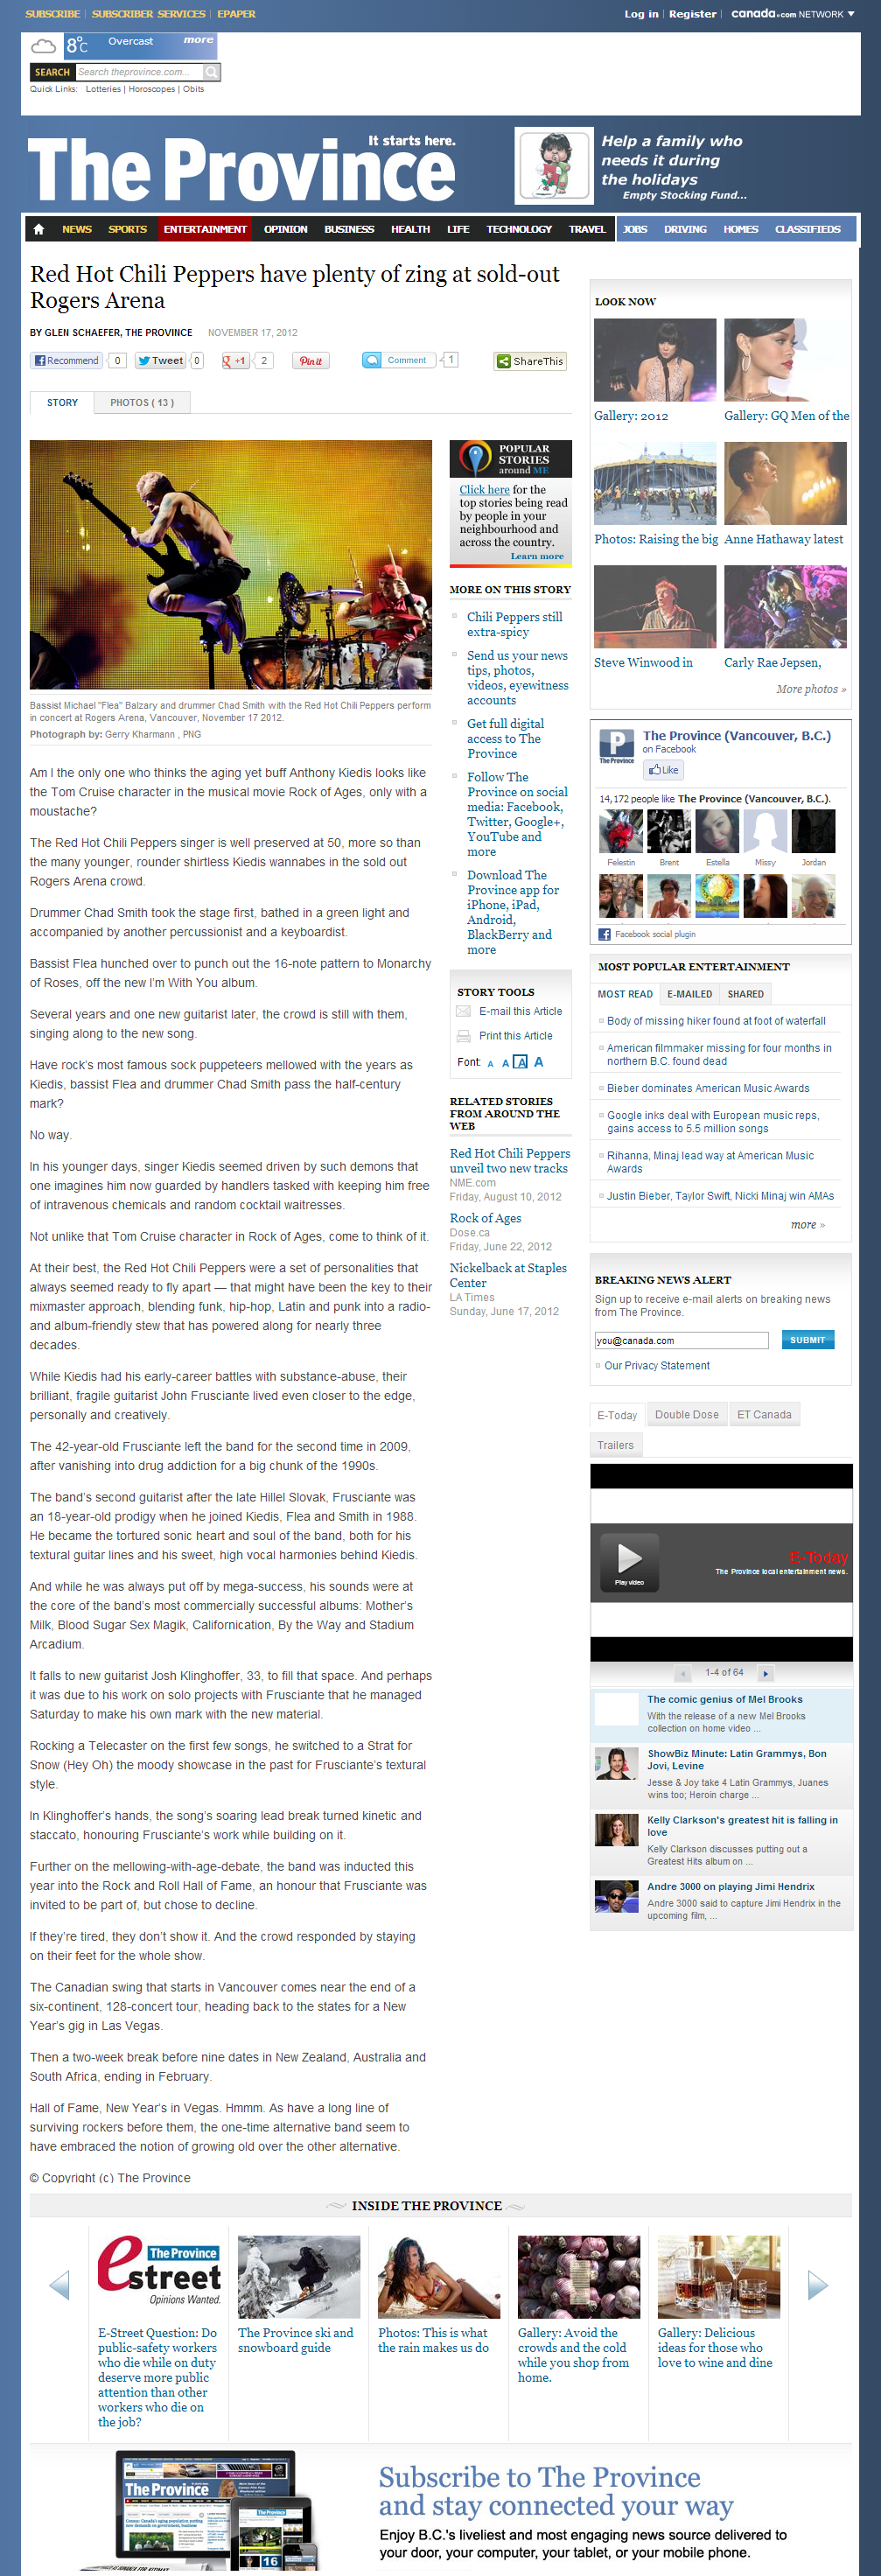 SUBSCRIBE | SUBSCRIBER SERVICES | EPAPER
Log in | Register | canada.com NETWORK
8°C Overcast more
SEARCH Search theprovince.com...
Quick Links: Lotteries | Horoscopes | Obits
It starts here.
The Province
Help a family who
needs it during
the holidays
Empty Stocking Fund...
NEWS SPORTS ENTERTAINMENT OPINION BUSINESS HEALTH LIFE TECHNOLOGY TRAVEL JOBS DRIVING HOMES CLASSIFIEDS
Red Hot Chili Peppers have plenty of zing at sold-out
Rogers Arena
BY GLEN SCHAEFER, THE PROVINCE NOVEMBER 17, 2012
Recommend 0 Tweet 0 +1 2 Pin it Comment 1 ShareThis
STORY PHOTOS ( 13 )
Bassist Michael "Flea" Balzary and drummer Chad Smith with the Red Hot Chili Peppers perform
in concert at Rogers Arena, Vancouver, November 17 2012.
Photograph by: Gerry Kharmann , PNG
Am I the only one who thinks the aging yet buff Anthony Kiedis looks like
the Tom Cruise character in the musical movie Rock of Ages, only with a
moustache?
The Red Hot Chili Peppers singer is well preserved at 50, more so than
the many younger, rounder shirtless Kiedis wannabes in the sold out
Rogers Arena crowd.
Drummer Chad Smith took the stage first, bathed in a green light and
accompanied by another percussionist and a keyboardist.
Bassist Flea hunched over to punch out the 16-note pattern to Monarchy
of Roses, off the new I'm With You album.
Several years and one new guitarist later, the crowd is still with them,
singing along to the new song.
Have rock's most famous sock puppeteers mellowed with the years as
Kiedis, bassist Flea and drummer Chad Smith pass the half-century
mark?
No way.
In his younger days, singer Kiedis seemed driven by such demons that
one imagines him now guarded by handlers tasked with keeping him free
of intravenous chemicals and random cocktail waitresses.
Not unlike that Tom Cruise character in Rock of Ages, come to think of it.
At their best, the Red Hot Chili Peppers were a set of personalities that
always seemed ready to fly apart — that might have been the key to their
mixmaster approach, blending funk, hip-hop, Latin and punk into a radio-
and album-friendly stew that has powered along for nearly three
decades.
While Kiedis had his early-career battles with substance-abuse, their
brilliant, fragile guitarist John Frusciante lived even closer to the edge,
personally and creatively.
The 42-year-old Frusciante left the band for the second time in 2009,
after vanishing into drug addiction for a big chunk of the 1990s.
The band's second guitarist after the late Hillel Slovak, Frusciante was
an 18-year-old prodigy when he joined Kiedis, Flea and Smith in 1988.
He became the tortured sonic heart and soul of the band, both for his
textural guitar lines and his sweet, high vocal harmonies behind Kiedis.
And while he was always put off by mega-success, his sounds were at
the core of the band's most commercially successful albums: Mother's
Milk, Blood Sugar Sex Magik, Californication, By the Way and Stadium
Arcadium.
It falls to new guitarist Josh Klinghoffer, 33, to fill that space. And perhaps
it was due to his work on solo projects with Frusciante that he managed
Saturday to make his own mark with the new material.
Rocking a Telecaster on the first few songs, he switched to a Strat for
Snow (Hey Oh) the moody showcase in the past for Frusciante's textural
style.
In Klinghoffer's hands, the song's soaring lead break turned kinetic and
staccato, honouring Frusciante's work while building on it.
Further on the mellowing-with-age-debate, the band was inducted this
year into the Rock and Roll Hall of Fame, an honour that Frusciante was
invited to be part of, but chose to decline.
If they're tired, they don't show it. And the crowd responded by staying
on their feet for the whole show.
The Canadian swing that starts in Vancouver comes near the end of a
six-continent, 128-concert tour, heading back to the states for a New
Year's gig in Las Vegas.
Then a two-week break before nine dates in New Zealand, Australia and
South Africa, ending in February.
Hall of Fame, New Year's in Vegas. Hmmm. As have a long line of
surviving rockers before them, the one-time alternative band seem to
have embraced the notion of growing old over the other alternative.
© Copyright (c) The Province
POPULAR
STORIES
around ME
Click here for the
top stories being read
by people in your
neighbourhood and
across the country.
Learn more
MORE ON THIS STORY
Chili Peppers still
extra-spicy
Send us your news
tips, photos,
videos, eyewitness
accounts
Get full digital
access to The
Province
Follow The
Province on social
media: Facebook,
Twitter, Google+,
YouTube and
more
Download The
Province app for
iPhone, iPad,
Android,
BlackBerry and
more
STORY TOOLS
E-mail this Article
Print this Article
Font: A A A A
RELATED STORIES
FROM AROUND THE
WEB
Red Hot Chili Peppers
unveil two new tracks
NME.com
Friday, August 10, 2012
Rock of Ages
Dose.ca
Friday, June 22, 2012
Nickelback at Staples
Center
LA Times
Sunday, June 17, 2012
LOOK NOW
Gallery: 2012 Gallery: GQ Men of the
Photos: Raising the big Anne Hathaway latest
Steve Winwood in Carly Rae Jepsen,
More photos »
P
The Province
The Province (Vancouver, B.C.)
on Facebook
Like
14,172 people like The Province (Vancouver, B.C.).
Felestin Brent Estella Missy Jordan
Facebook social plugin
MOST POPULAR ENTERTAINMENT
MOST READ E-MAILED SHARED
Body of missing hiker found at foot of waterfall
American filmmaker missing for four months in
northern B.C. found dead
Bieber dominates American Music Awards
Google inks deal with European music reps,
gains access to 5.5 million songs
Rihanna, Minaj lead way at American Music
Awards
Justin Bieber, Taylor Swift, Nicki Minaj win AMAs
more »
BREAKING NEWS ALERT
Sign up to receive e-mail alerts on breaking news
from The Province.
you@canada.com SUBMIT
Our Privacy Statement
E-Today Double Dose ET Canada
Trailers
Play video
E-Today
The Province local entertainment news.
1-4 of 64
The comic genius of Mel Brooks
With the release of a new Mel Brooks
collection on home video ...
ShowBiz Minute: Latin Grammys, Bon
Jovi, Levine
Jesse & Joy take 4 Latin Grammys, Juanes
wins too; Heroin charge ...
Kelly Clarkson's greatest hit is falling in
love
Kelly Clarkson discusses putting out a
Greatest Hits album on ...
Andre 3000 on playing Jimi Hendrix
Andre 3000 said to capture Jimi Hendrix in the
upcoming film, ...
INSIDE THE PROVINCE
The Province
estreet
Opinions Wanted.
E-Street Question: Do
public-safety workers
who die while on duty
deserve more public
attention than other
workers who die on
the job?
The Province ski and
snowboard guide
Photos: This is what
the rain makes us do
Gallery: Avoid the
crowds and the cold
while you shop from
home.
Gallery: Delicious
ideas for those who
love to wine and dine
The Province
Subscribe to The Province
and stay connected your way
Enjoy B.C.'s liveliest and most engaging news source delivered to
your door, your computer, your tablet, or your mobile phone.